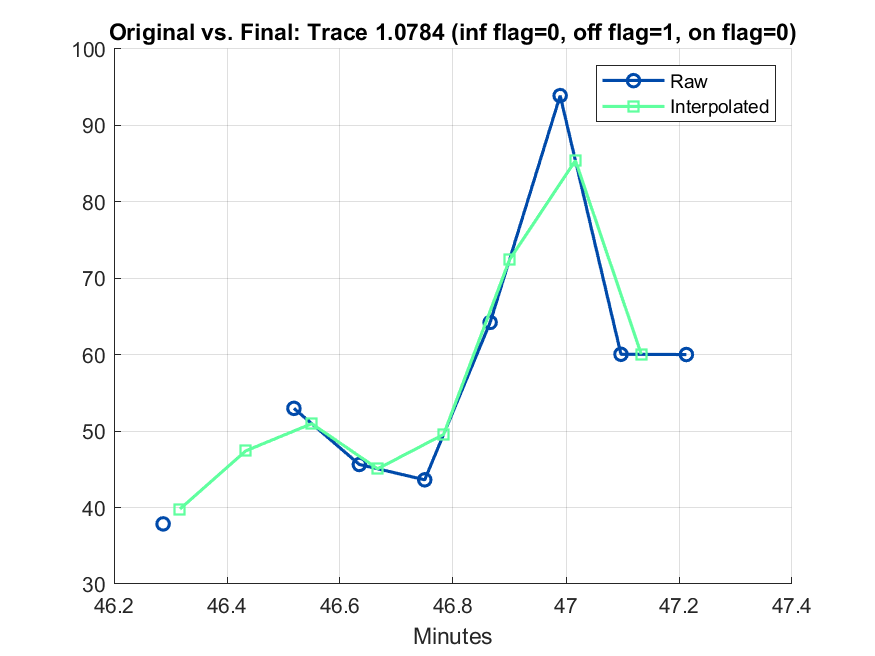 Original vs. Final: Trace 1.0784 (inf flag=0, off flag=1, on flag=0)
100
90
80
70
60
50
40
30
Raw
Interpolated
46.2 46.4 46.6 46.8 47 47.2 47.4
Minutes